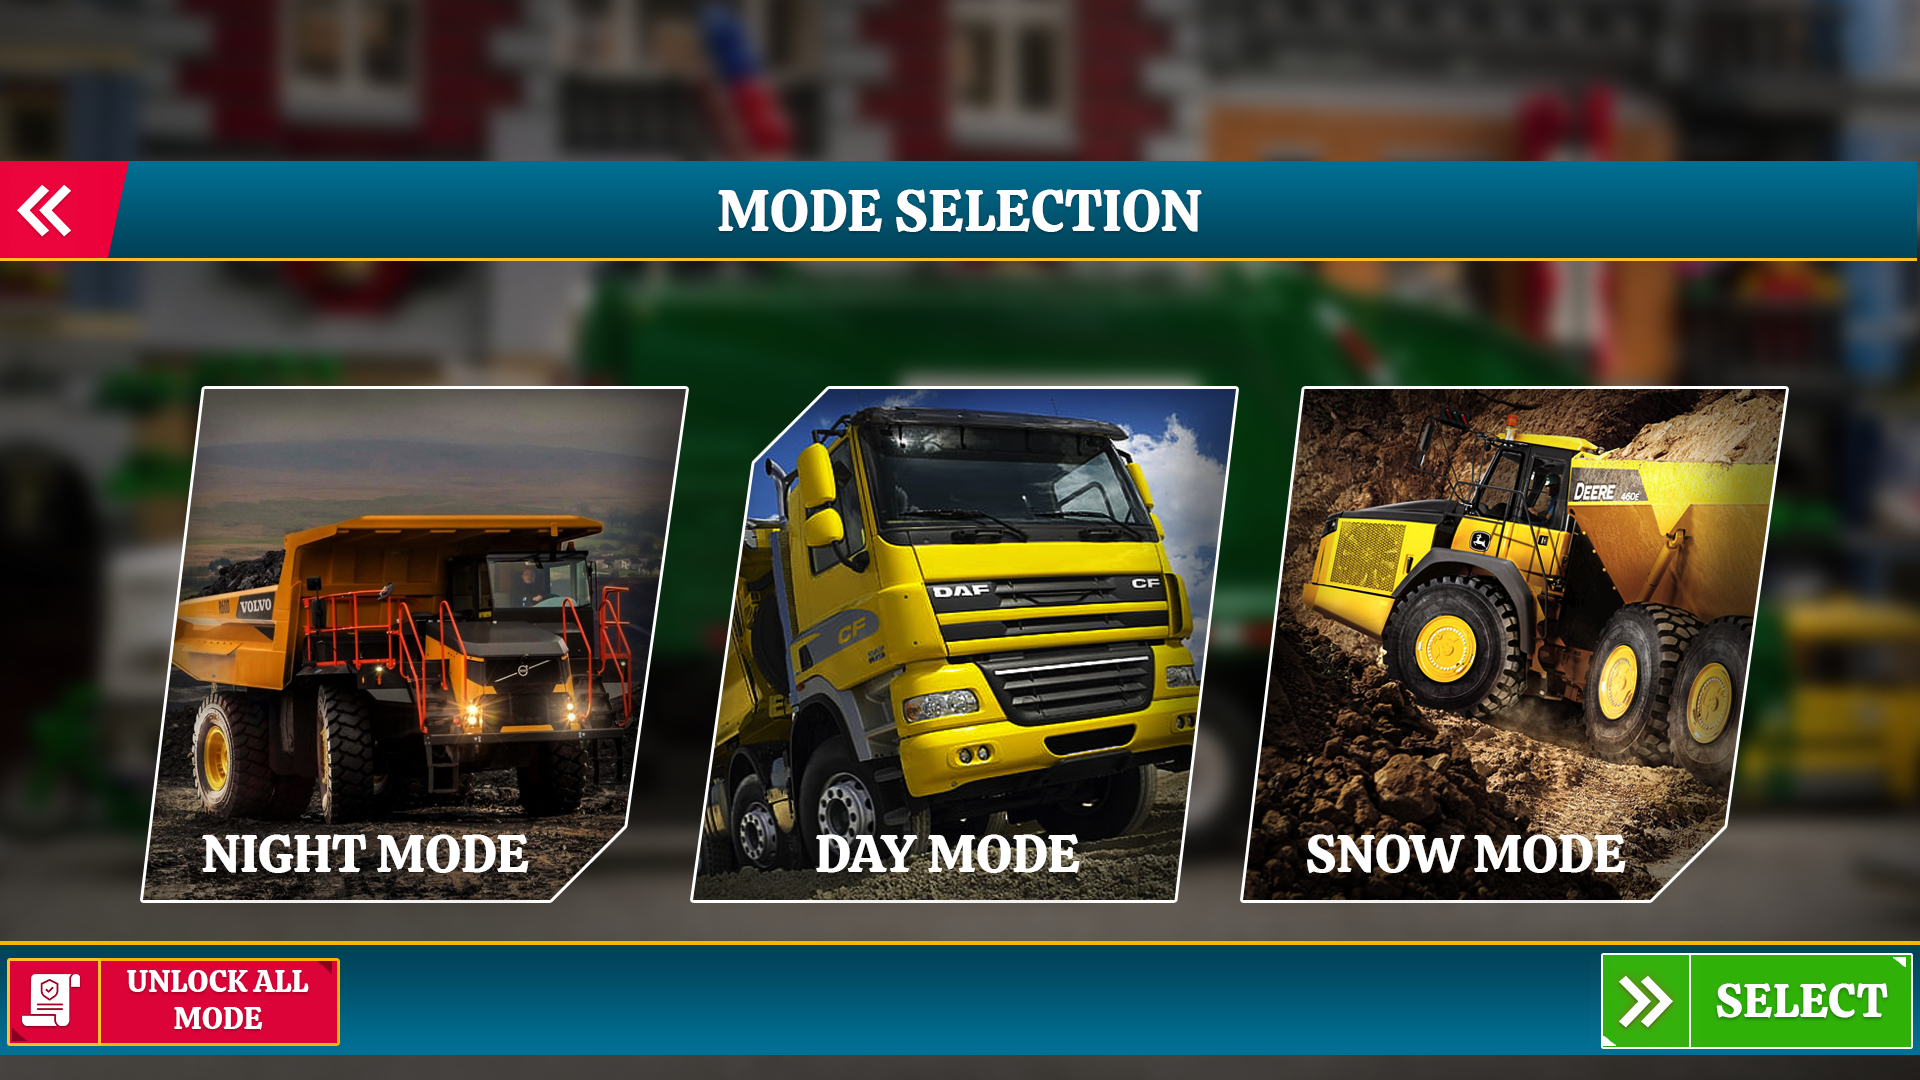 MODE SELECTION
VOLVO
DAF
CF
CF
DEERE 460E
NIGHT MODE
DAY MODE
SNOW MODE
UNLOCK ALL
MODE
SELECT